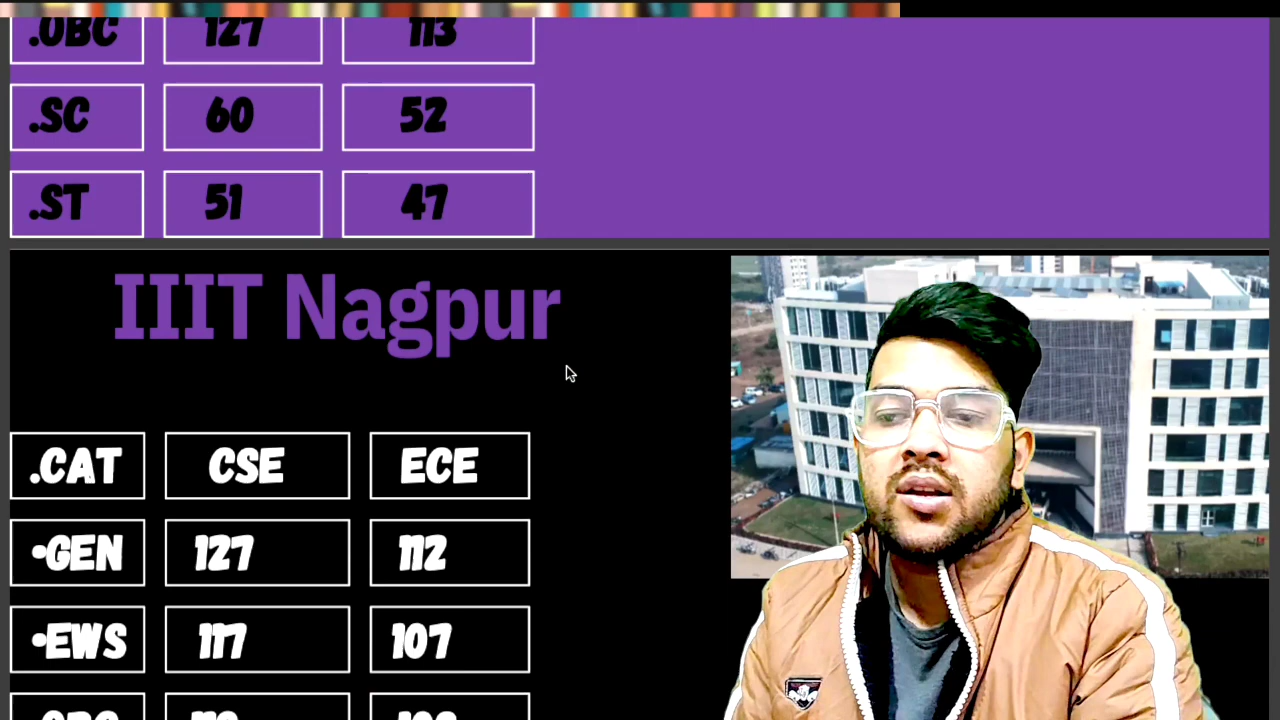 .OBC 127 113
.SC 60 52
.ST 51 47
IIIT Nagpur
.CAT CSE ECE
•GEN 127 112
•EWS 117 107